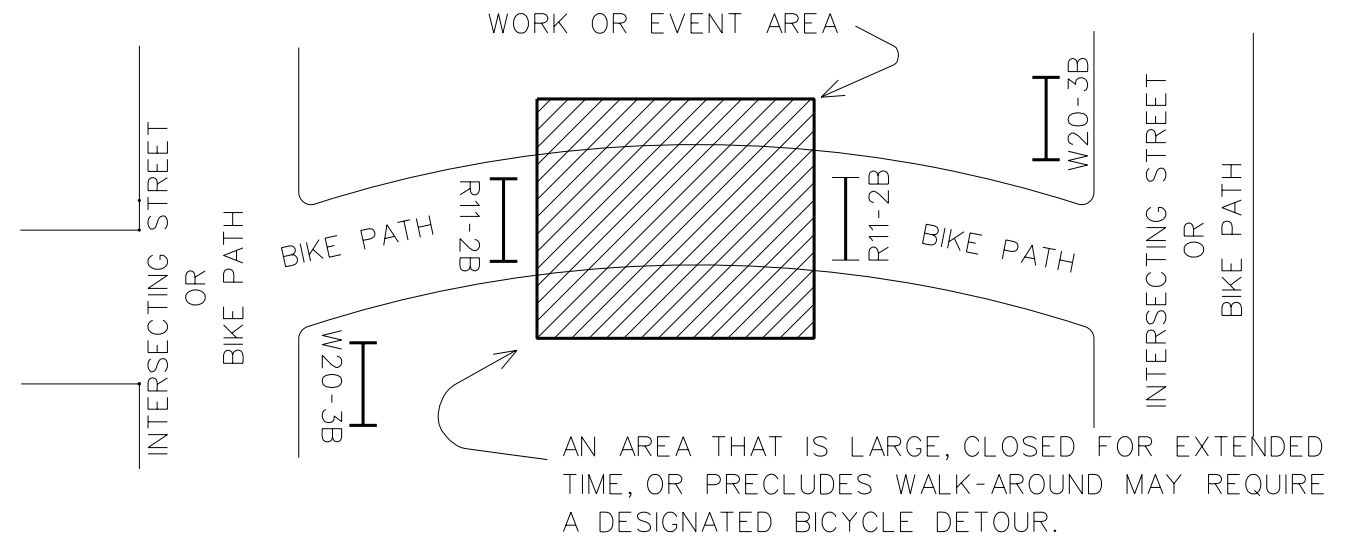 WORK OR EVENT AREA
INTERSECTING STREET
OR
BIKE PATH
BIKE PATH
R11-2B
W20-3B
R11-2B
BIKE PATH
W20-3B
INTERSECTING STREET
OR
BIKE PATH
AN AREA THAT IS LARGE, CLOSED FOR EXTENDED
TIME, OR PRECLUDES WALK-AROUND MAY REQUIRE
A DESIGNATED BICYCLE DETOUR.